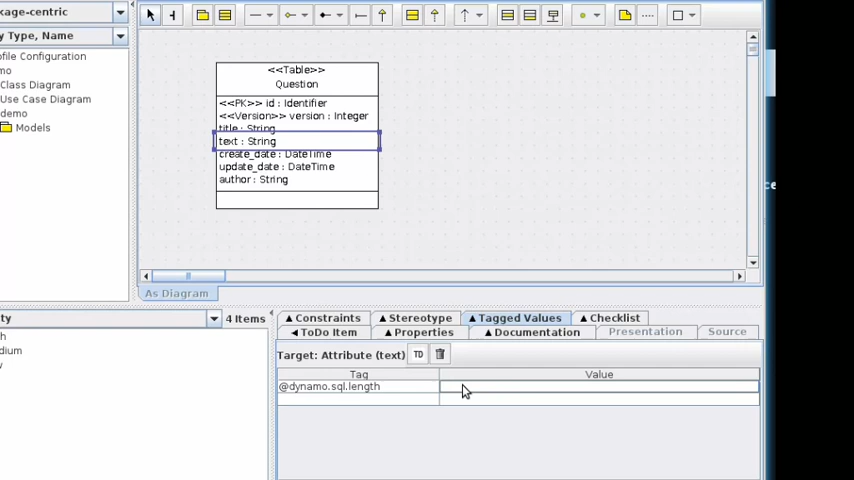 kage-centric
y Type, Name
ofile Configuration
mo
Class Diagram
Use Case Diagram
demo
Models
<<Table>>
Question
<<PK>> id : Identifier
<<Version>> version : Integer
title : String
text : String
create_date : DateTime
update_date : DateTime
author : String
As Diagram
ty
4 Items
h
dium
w
▲ Constraints
▲ Stereotype
▲ Tagged Values
▲ Checklist
◀ ToDo Item
▲ Properties
▲ Documentation
Presentation
Source
Target: Attribute (text)
TD
Tag
Value
@dynamo.sql.length